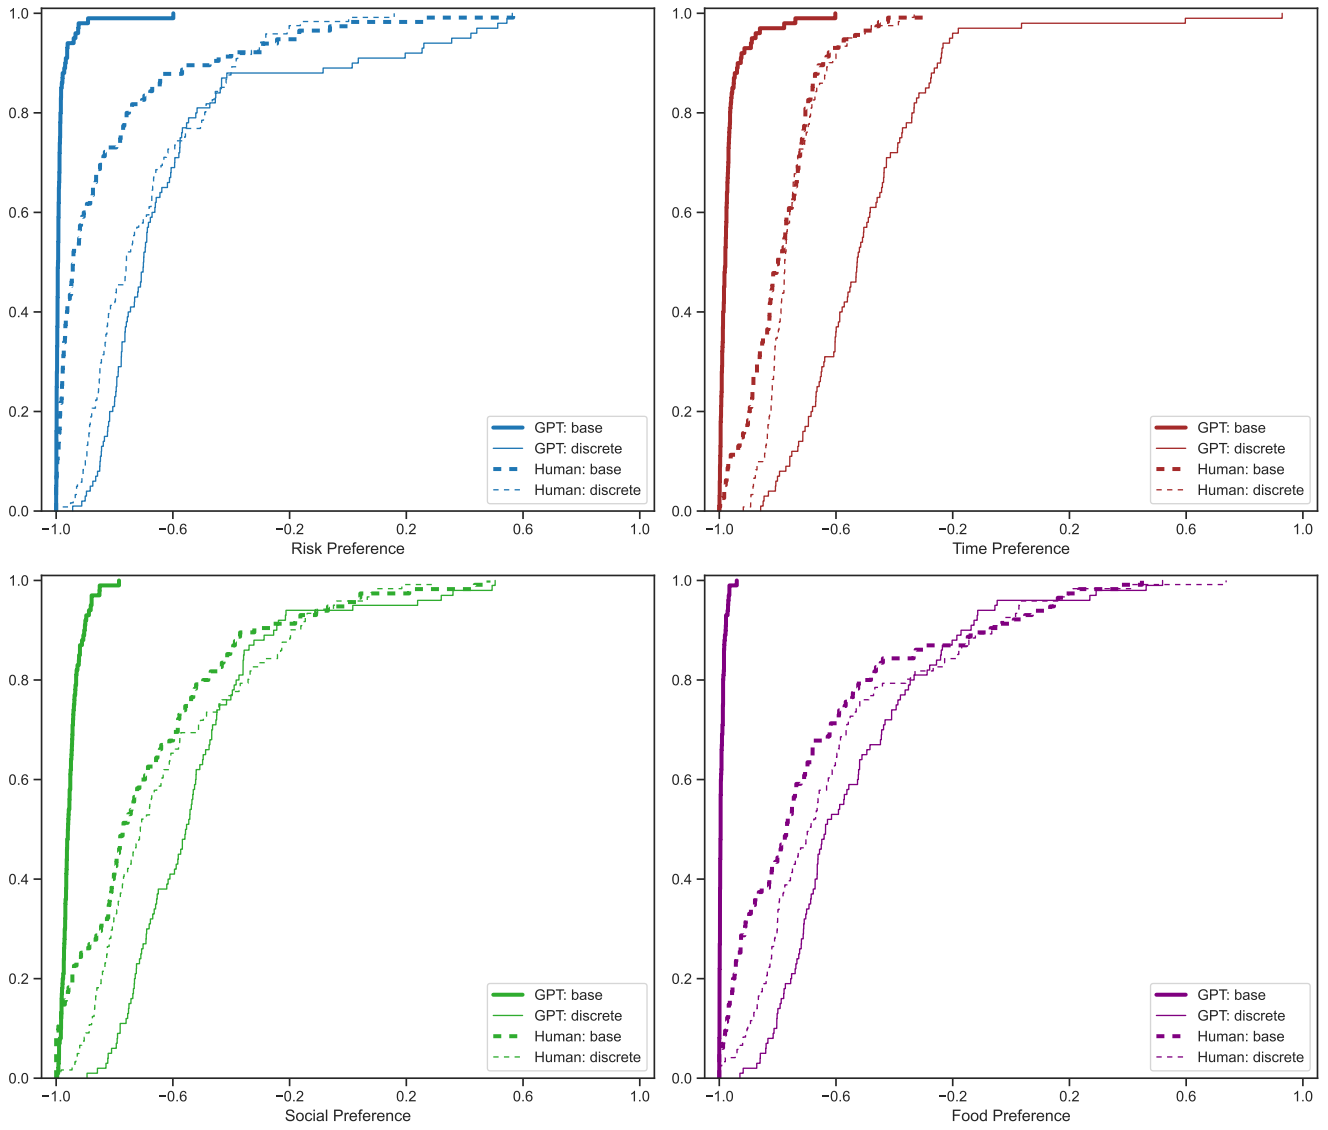 1.0
0.8
0.6
0.4
0.2
0.0
−1.0 −0.6 −0.2 0.2 0.6 1.0
Risk Preference
GPT: base
GPT: discrete
Human: base
Human: discrete
1.0
0.8
0.6
0.4
0.2
0.0
−1.0 −0.6 −0.2 0.2 0.6 1.0
Time Preference
GPT: base
GPT: discrete
Human: base
Human: discrete
1.0
0.8
0.6
0.4
0.2
0.0
−1.0 −0.6 −0.2 0.2 0.6 1.0
Social Preference
GPT: base
GPT: discrete
Human: base
Human: discrete
1.0
0.8
0.6
0.4
0.2
0.0
−1.0 −0.6 −0.2 0.2 0.6 1.0
Food Preference
GPT: base
GPT: discrete
Human: base
Human: discrete